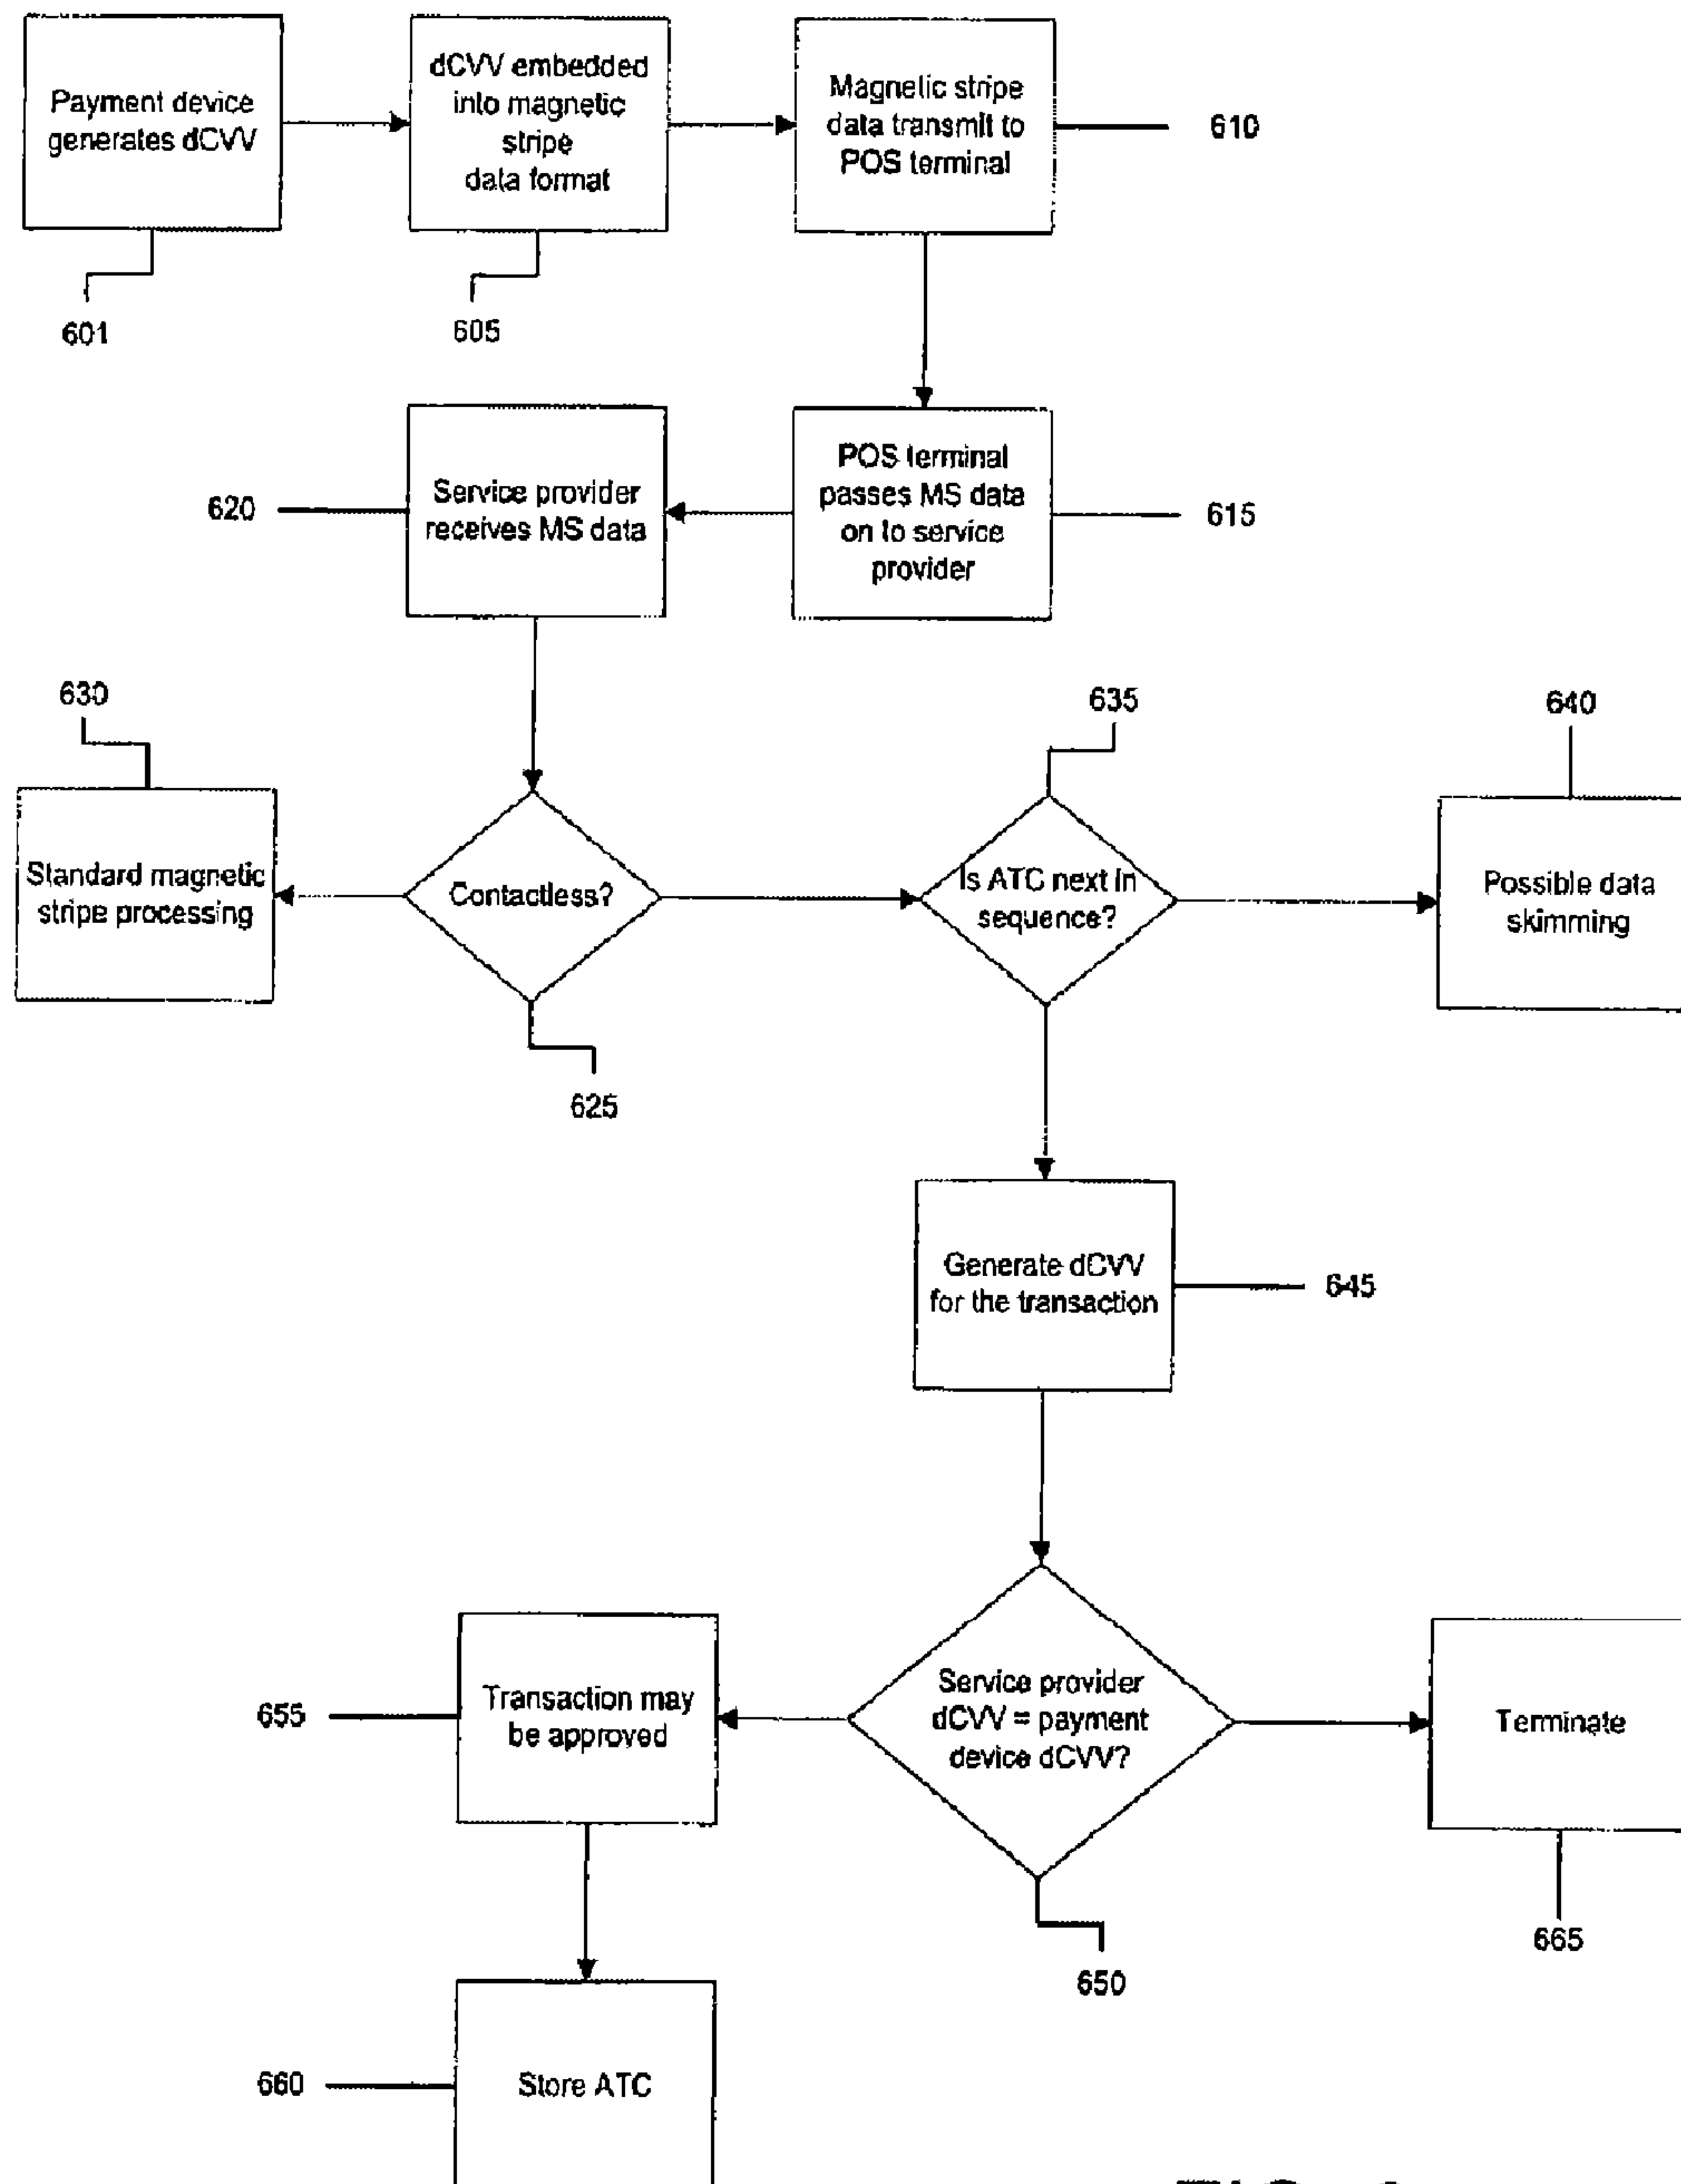 Payment device
generates dCVV
601
dCVV embedded
into magnetic
stripe
data format
605
Magnetic stripe
data transmit to
POS terminal
610
POS terminal
passes MS data
on to service
provider
615
Service provider
receives MS data
620
Contactless?
625
630
Standard magnetic
stripe processing
635
Is ATC next in
sequence?
640
Possible data
skimming
Generate dCVV
for the transaction
645
Service provider
dCVV = payment
device dCVV?
650
Transaction may
be approved
655
Terminate
665
Store ATC
660